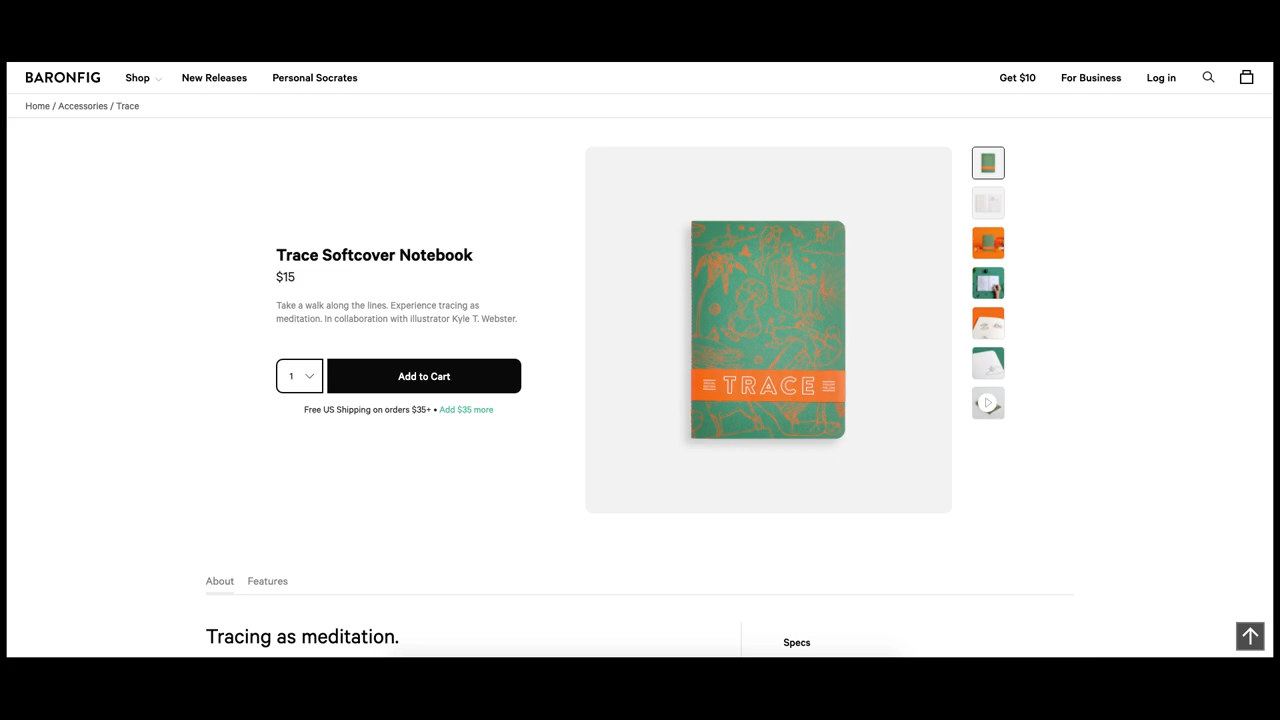 BARONFIG Shop New Releases Personal Socrates Get $10 For Business Log in
Home / Accessories / Trace
Trace Softcover Notebook
$15
Take a walk along the lines. Experience tracing as
meditation. In collaboration with illustrator Kyle T. Webster.
1 Add to Cart
Free US Shipping on orders $35+ • Add $35 more
TRACE
About Features
Tracing as meditation.
Specs